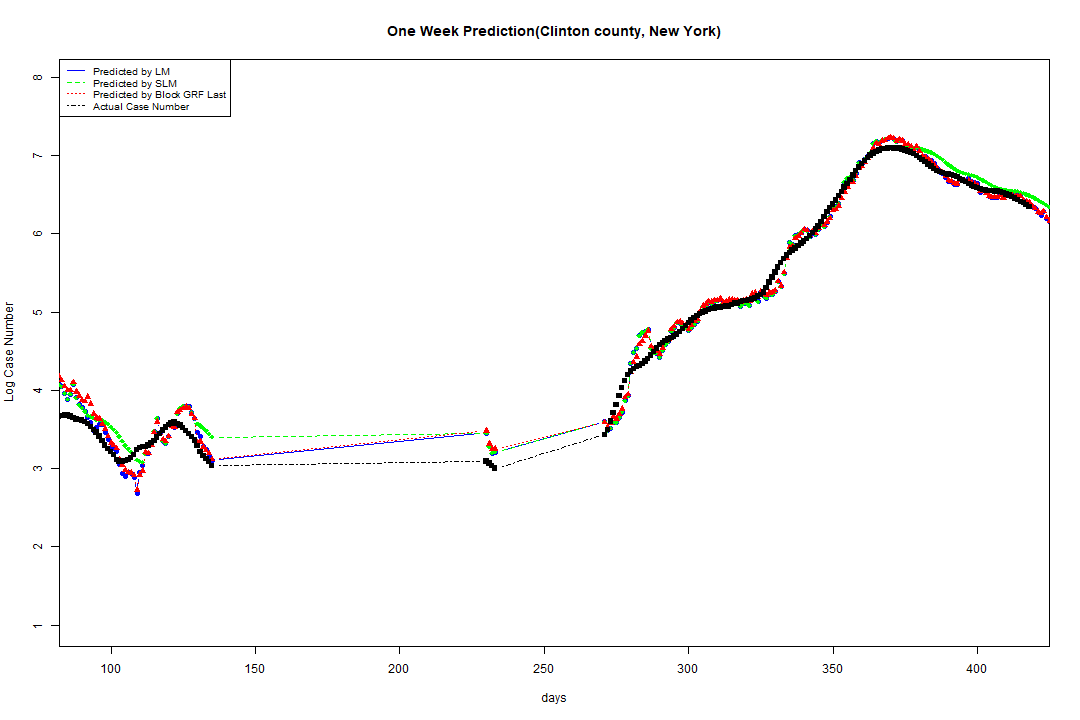 One Week Prediction(Clinton county, New York)
Predicted by LM
Predicted by SLM
Predicted by Block GRF Last
Actual Case Number
8
7
6
5
4
3
2
1
Log Case Number
100 150 200 250 300 350 400
days